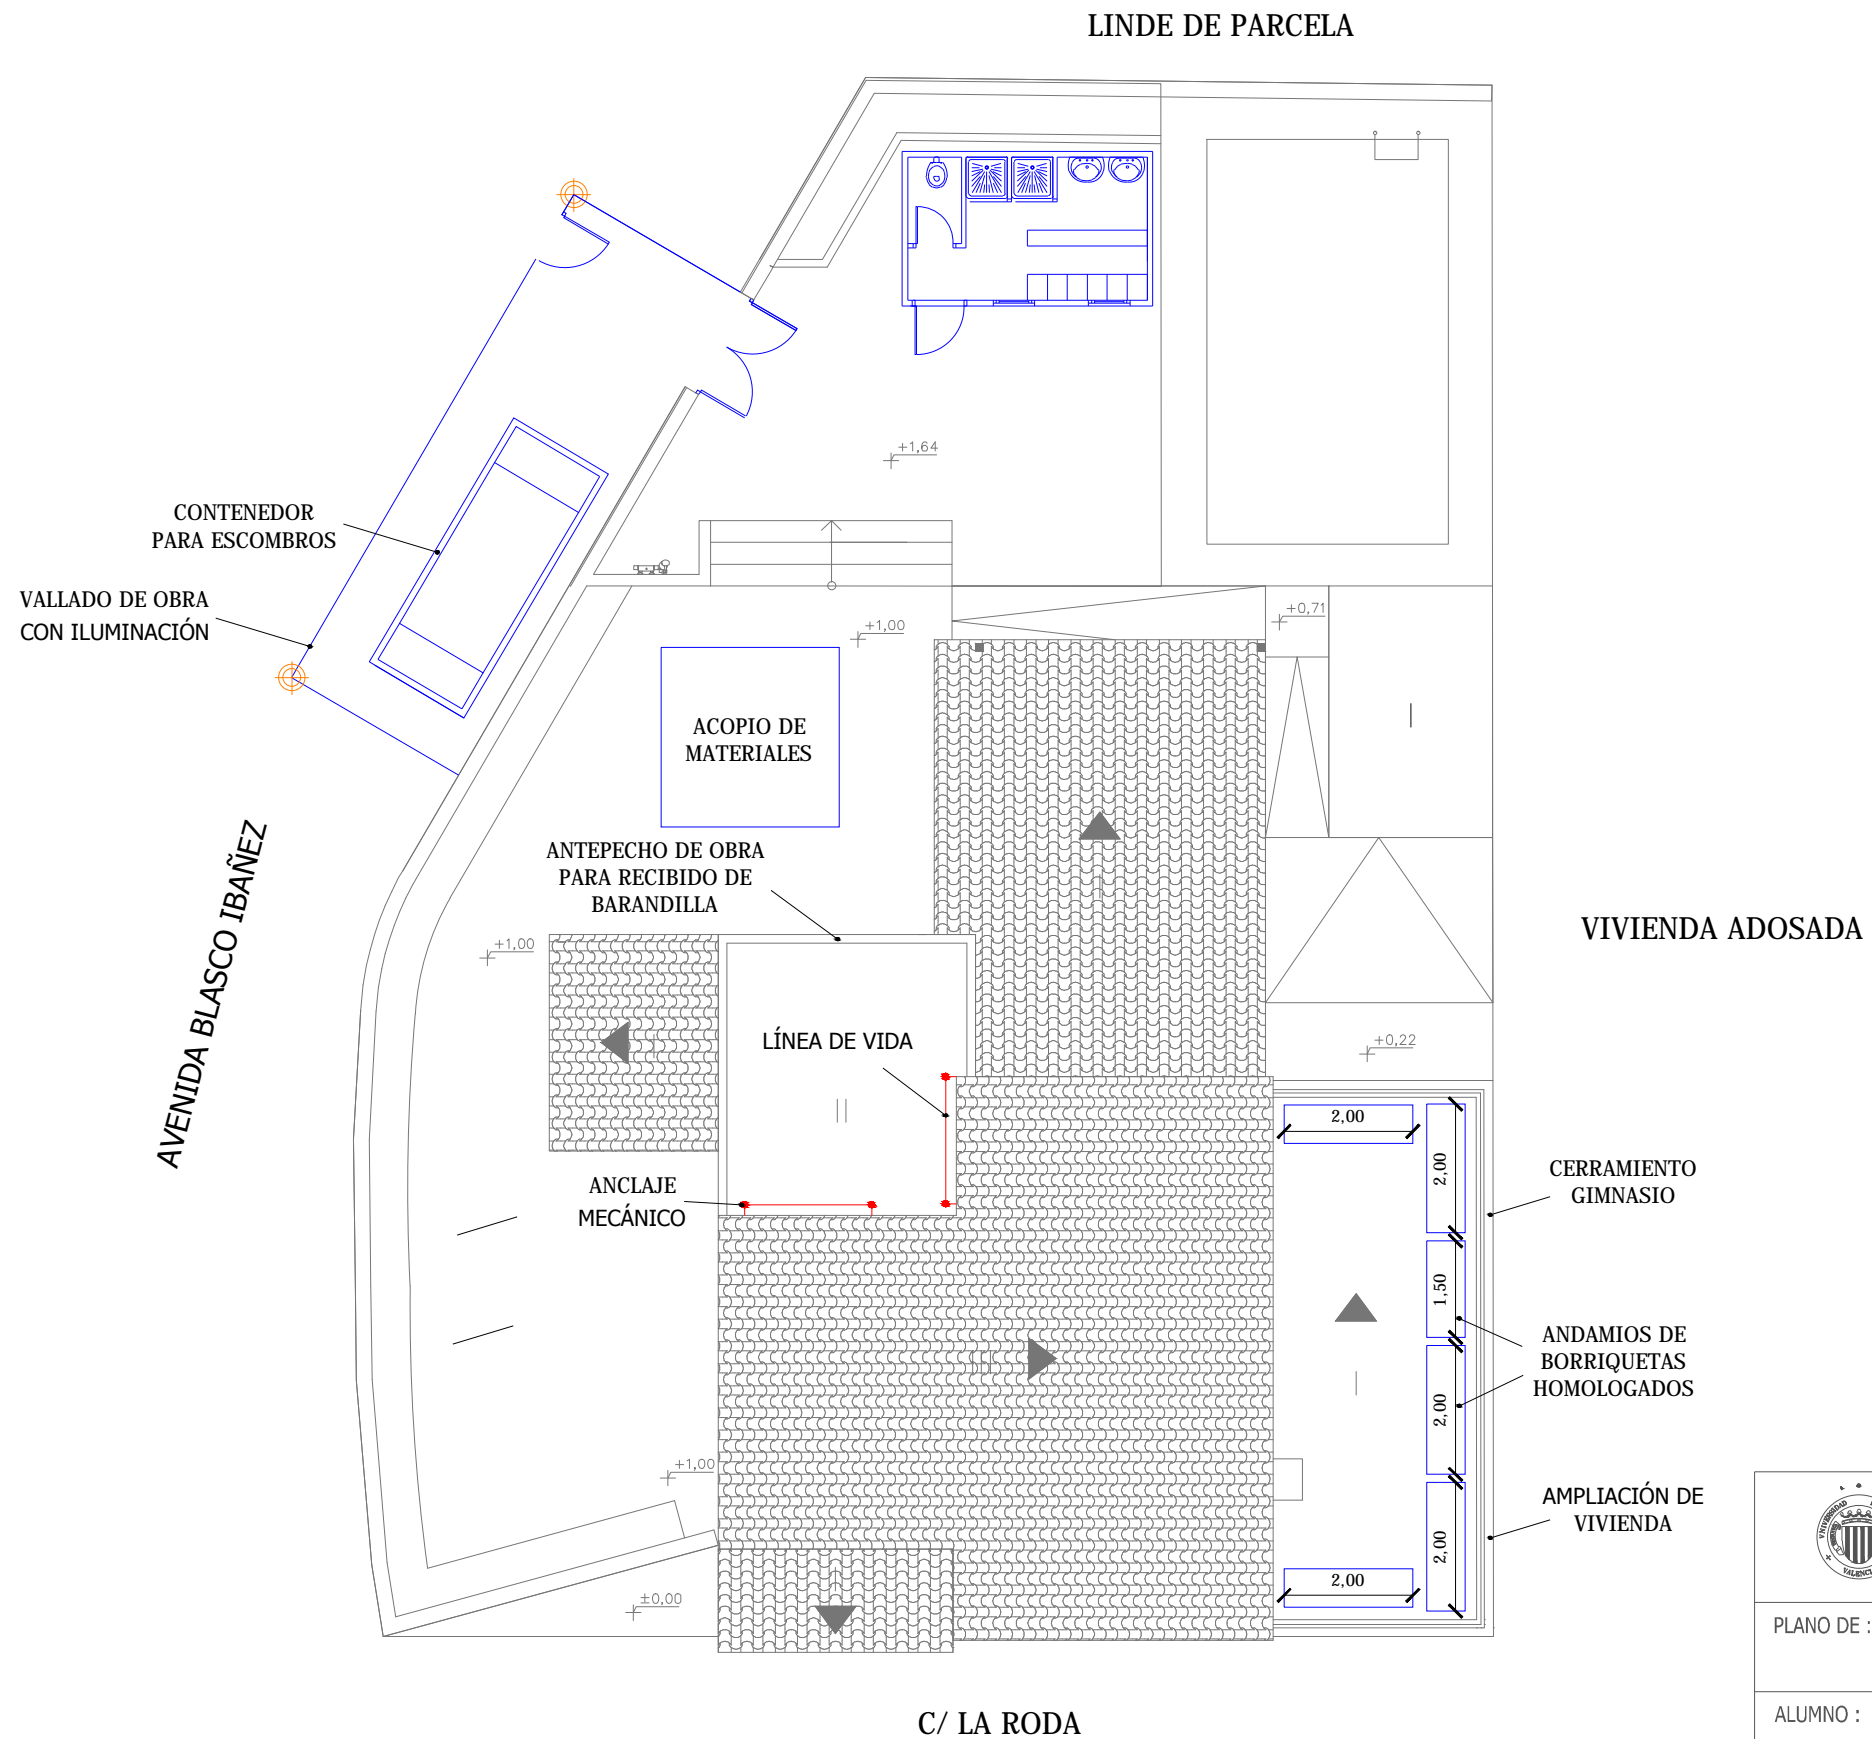 LINDE DE PARCELA
+1,64
CONTENEDOR
PARA ESCOMBROS
VALLADO DE OBRA
CON ILUMINACIÓN
+1,00
+0,71
ACOPIO DE
MATERIALES
ANTEPECHO DE OBRA
PARA RECIBIDO DE
BARANDILLA
AVENIDA BLASCO IBAÑEZ
VIVIENDA ADOSADA
+1,00
LÍNEA DE VIDA
+0,22
I
I
II
2,00
2,00
CERRAMIENTO
GIMNASIO
ANCLAJE
MECÁNICO
1,50
ANDAMIOS DE
BORRIQUETAS
HOMOLOGADOS
III
I
2,00
+1,00
AMPLIACIÓN DE
VIVIENDA
2,00
2,00
±0,00
PLANO DE :
ALUMNO :
C/ LA RODA